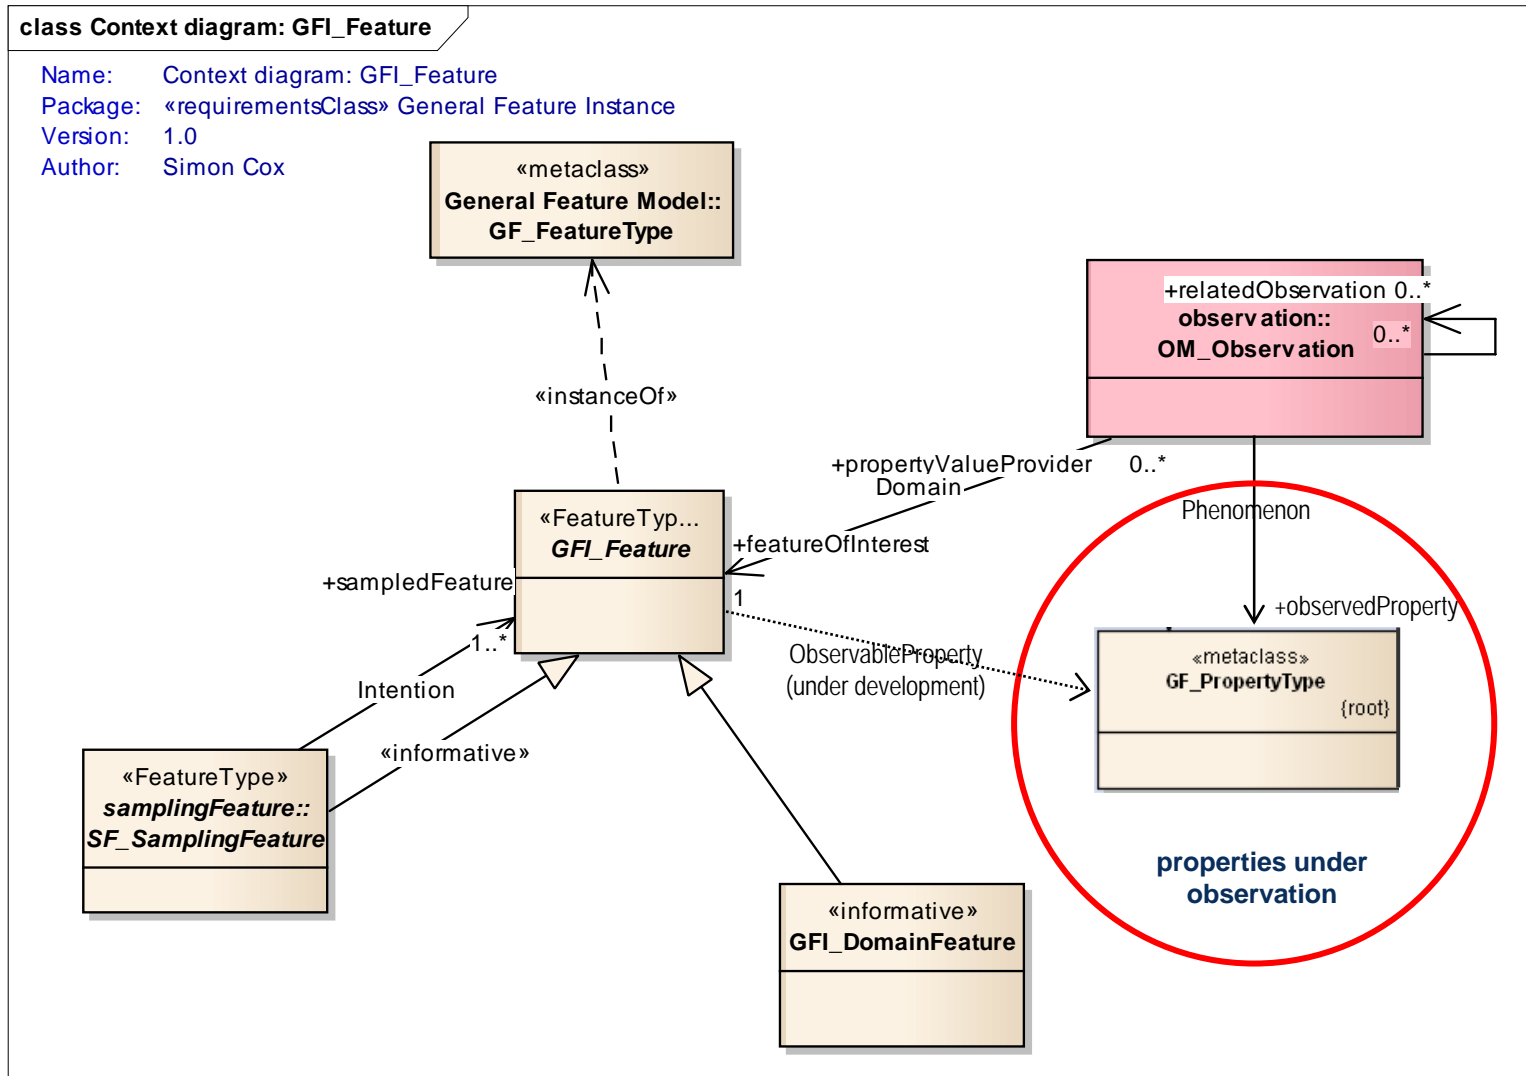 class Context diagram: GFI_Feature
Name: Context diagram: GFI_Feature
Package: «requirementsClass» General Feature Instance
Version: 1.0
Author: Simon Cox
«metaclass»
General Feature Model::
GF_FeatureType
+relatedObservation 0..*
observation::
OM_Observation
0..*
«instanceOf»
+propertyValueProvider 0..*
Domain
Phenomenon
«FeatureTyp...
GFI_Feature
+featureOfInterest
+sampledFeature
1
+observedProperty
1..*
ObservableProperty
(under development)
«metaclass»
GF_PropertyType
{root}
Intention
«informative»
«FeatureType»
samplingFeature::
SF_SamplingFeature
properties under
observation
«informative»
GFI_DomainFeature